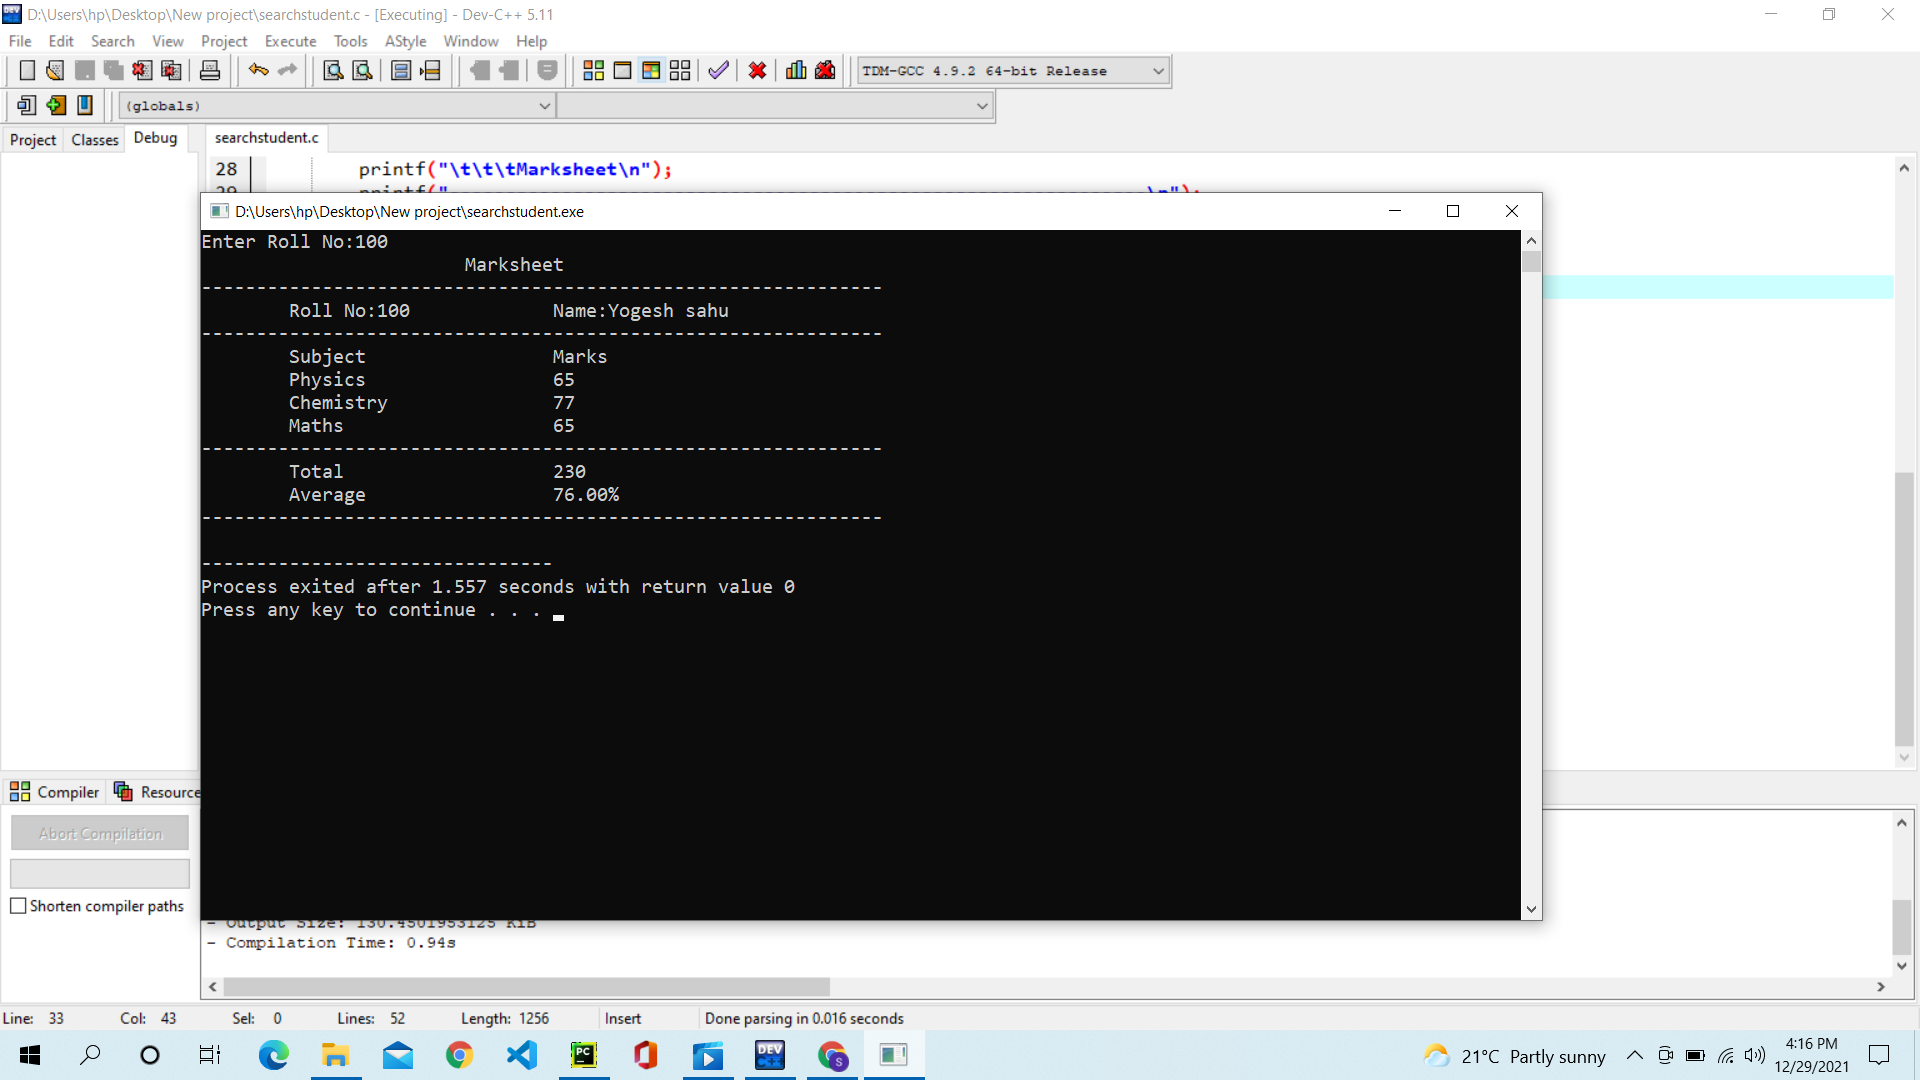 D:\Users\hp\Desktop\New project\searchstudent.c - [Executing] - Dev-C++ 5.11
File Edit Search View Project Execute Tools AStyle Window Help
TDM-GCC 4.9.2 64-bit Release
(globals)
Project Classes Debug
searchstudent.c
28 printf("\t\t\tMarksheet\n");
D:\Users\hp\Desktop\New project\searchstudent.exe
Enter Roll No:100
Marksheet
--------------------------------------------------------------
Roll No:100 Name:Yogesh sahu
--------------------------------------------------------------
Subject Marks
Physics 65
Chemistry 77
Maths 65
--------------------------------------------------------------
Total 230
Average 76.00%
--------------------------------------------------------------
--------------------------------
Process exited after 1.557 seconds with return value 0
Press any key to continue . . .
Compiler Resource
Abort Compilation
Shorten compiler paths
- Output Size: 130.4501953125 KiB
- Compilation Time: 0.94s
Line: 33 Col: 43 Sel: 0 Lines: 52 Length: 1256 Insert Done parsing in 0.016 seconds
21°C Partly sunny
4:16 PM
12/29/2021